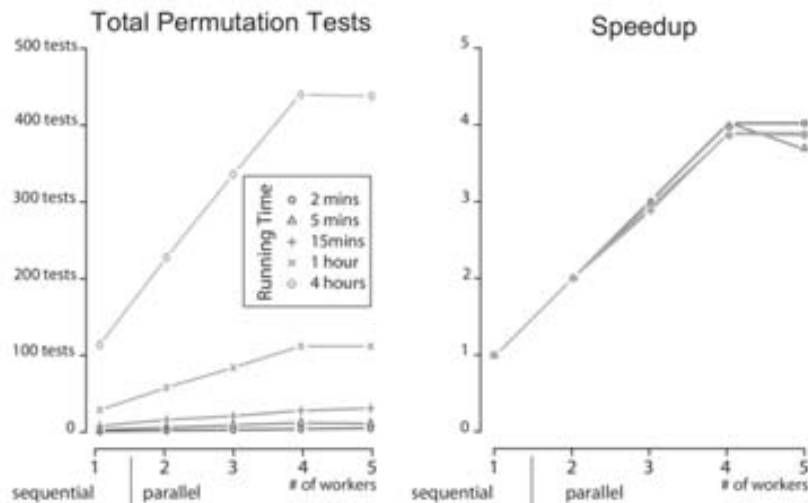 Total Permutation Tests
500 tests
400 tests
300 tests
200 tests
100 tests
0
Running Time
2 mins
5 mins
15mins
1 hour
4 hours
1 2 3 4 5
# of workers
sequential parallel
Speedup
5
4
3
2
1
0
1 2 3 4 5
# of workers
sequential parallel